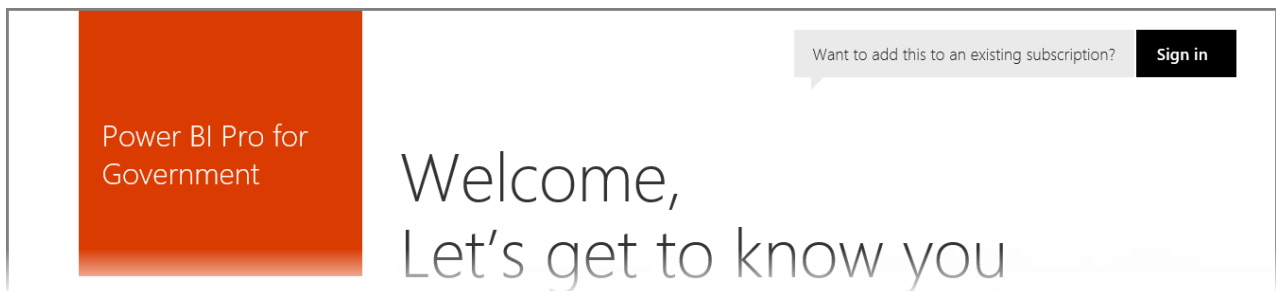 Want to add this to an existing subscription? Sign in
Power BI Pro for
Government
Welcome,
Let's get to know you